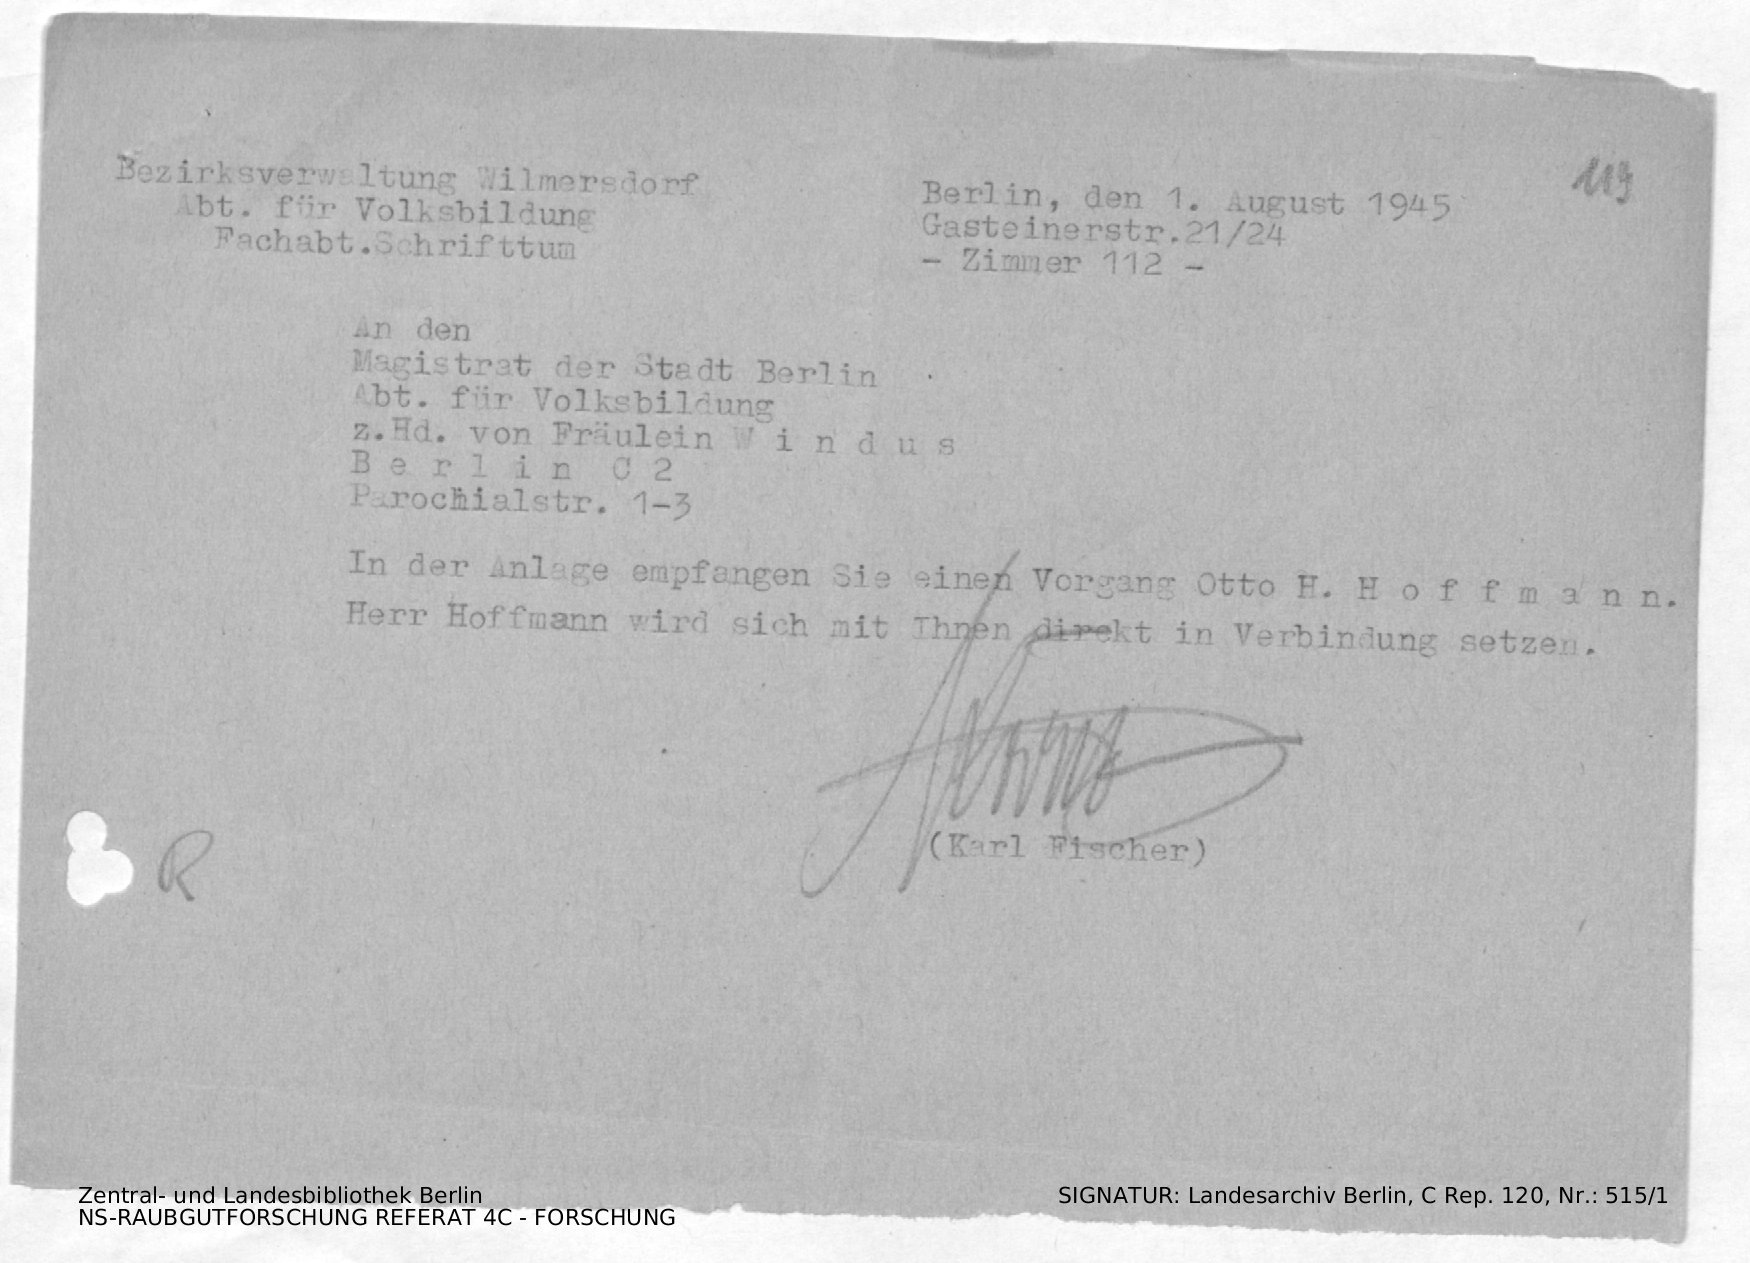 119
Bezirksverwaltung Wilmersdorf
Abt. für Volksbildung
Fachabt.Schrifttum
Berlin, den 1. August 1945
Gasteinerstr.21/24
- Zimmer 112 -
An den
Magistrat der Stadt Berlin
Abt. für Volksbildung
z.Hd. von Fräulein W i n d u s
B e r l i n  C 2
Parochialstr. 1-3
In der Anlage empfangen Sie einen Vorgang Otto H. H o f f m a n n.
Herr Hoffmann wird sich mit Ihnen direkt in Verbindung setzen.
(Karl Fischer)
R
Zentral- und Landesbibliothek Berlin
NS-RAUBGUTFORSCHUNG REFERAT 4C - FORSCHUNG
SIGNATUR: Landesarchiv Berlin, C Rep. 120, Nr.: 515/1